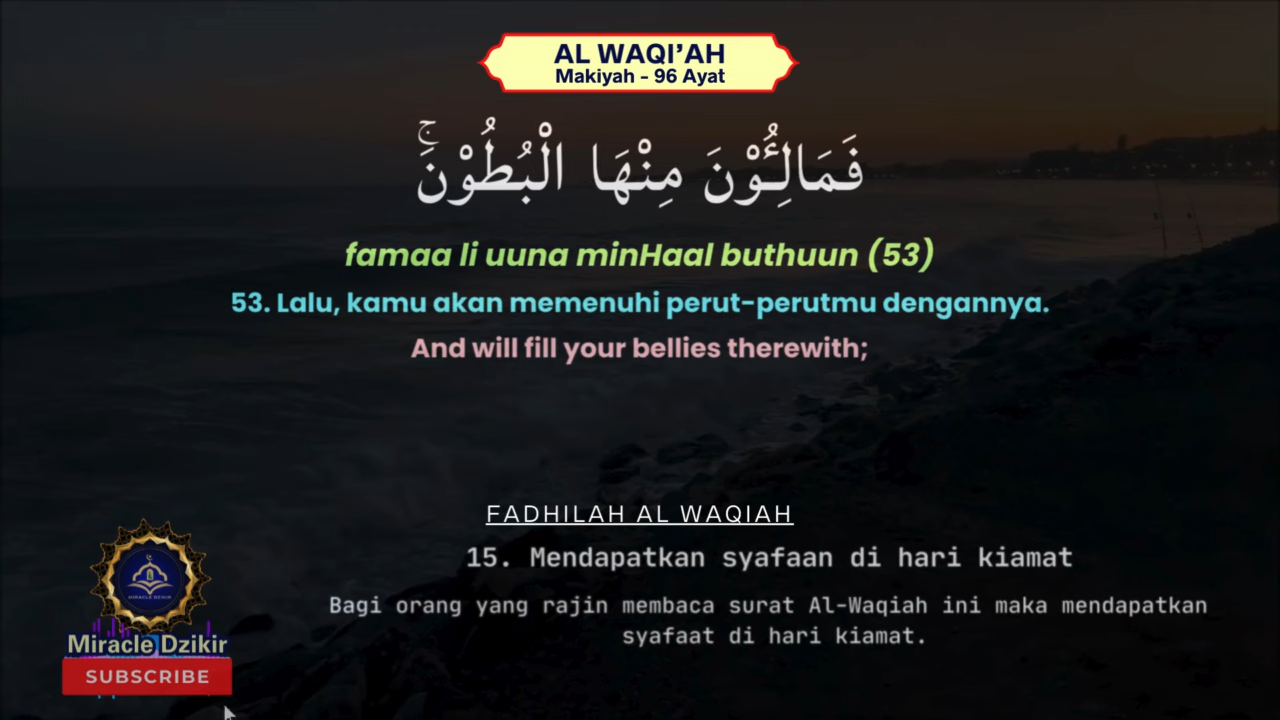 AL WAQI’AH
Makiyah - 96 Ayat
فَمَالِـُٔوْنَ مِنْهَا الْبُطُوْنَۚ
famaa li uuna minHaal buthuun (53)
53. Lalu, kamu akan memenuhi perut-perutmu dengannya.
And will fill your bellies therewith;
FADHILAH AL WAQIAH
15. Mendapatkan syafaan di hari kiamat
Bagi orang yang rajin membaca surat Al-Waqiah ini maka mendapatkan
syafaat di hari kiamat.
MIRACLE DZIKIR
Miracle Dzikir
SUBSCRIBE